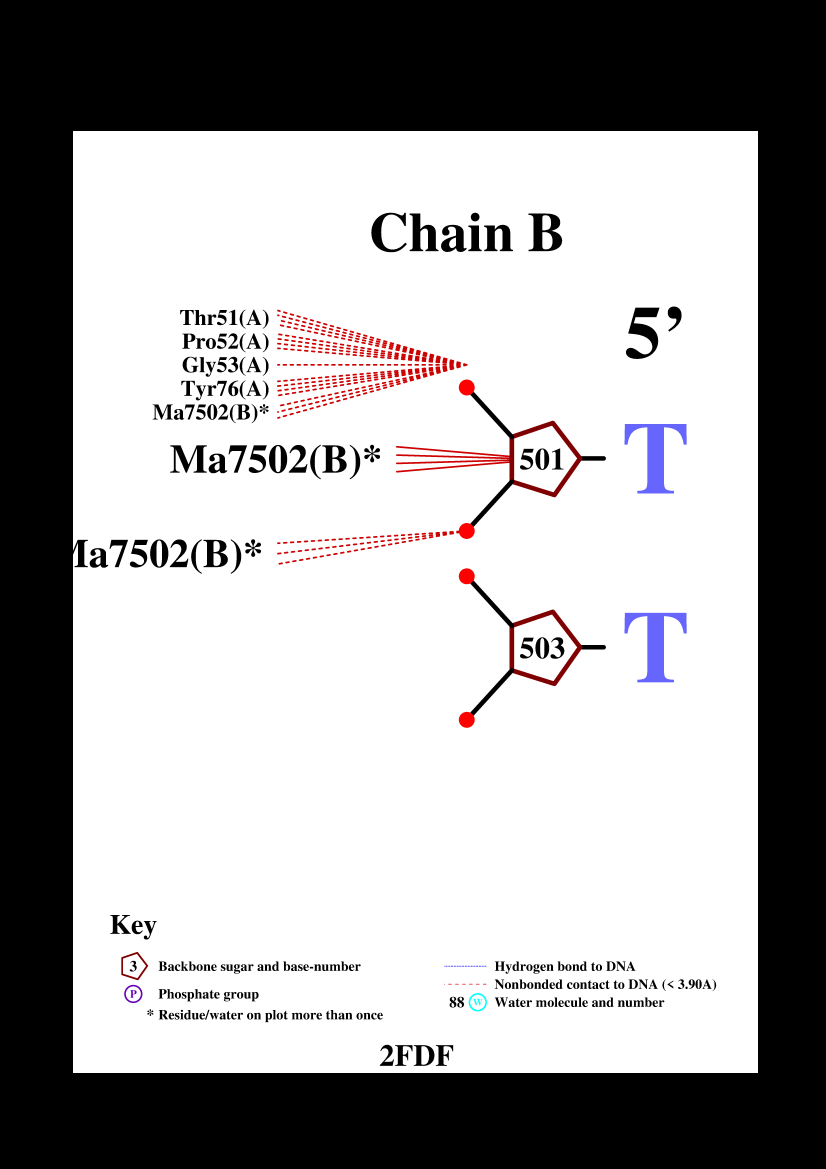 Chain B
5’
Thr51(A)
Pro52(A)
Gly53(A)
Tyr76(A)
Ma7502(B)*
Ma7502(B)*
501
T
Ma7502(B)*
503
T
Key
3 Backbone sugar and base-number
P Phosphate group
* Residue/water on plot more than once
Hydrogen bond to DNA
Nonbonded contact to DNA (< 3.90A)
88 W Water molecule and number
2FDF